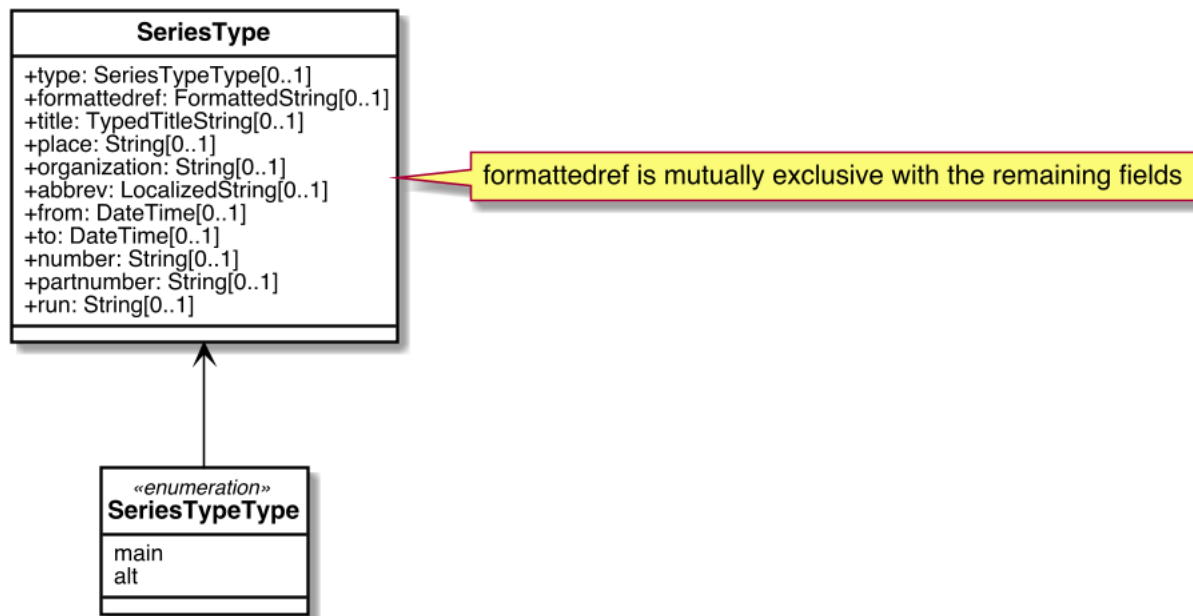 SeriesType
+type: SeriesTypeType[0..1]
+formattedref: FormattedString[0..1]
+title: TypedTitleString[0..1]
+place: String[0..1]
+organization: String[0..1]
+abbrev: LocalizedString[0..1]
+from: DateTime[0..1]
+to: DateTime[0..1]
+number: String[0..1]
+partnumber: String[0..1]
+run: String[0..1]
formattedref is mutually exclusive with the remaining fields
«enumeration»
SeriesTypeType
main
alt